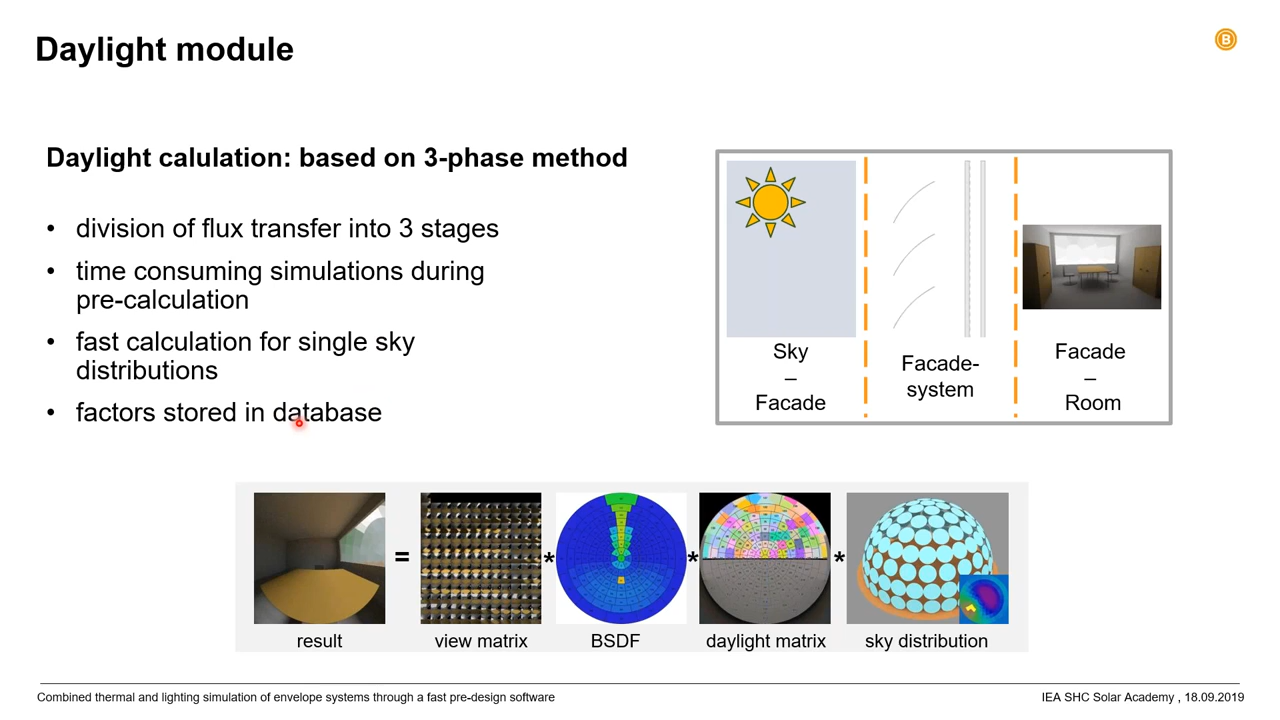 Daylight module
B
Daylight calulation: based on 3-phase method
• division of flux transfer into 3 stages
• time consuming simulations during
pre-calculation
• fast calculation for single sky
distributions
• factors stored in database
Sky
–
Facade
Facade-
system
Facade
–
Room
= * * *
result
view matrix
BSDF
daylight matrix
sky distribution
Combined thermal and lighting simulation of envelope systems through a fast pre-design software
IEA SHC Solar Academy , 18.09.2019